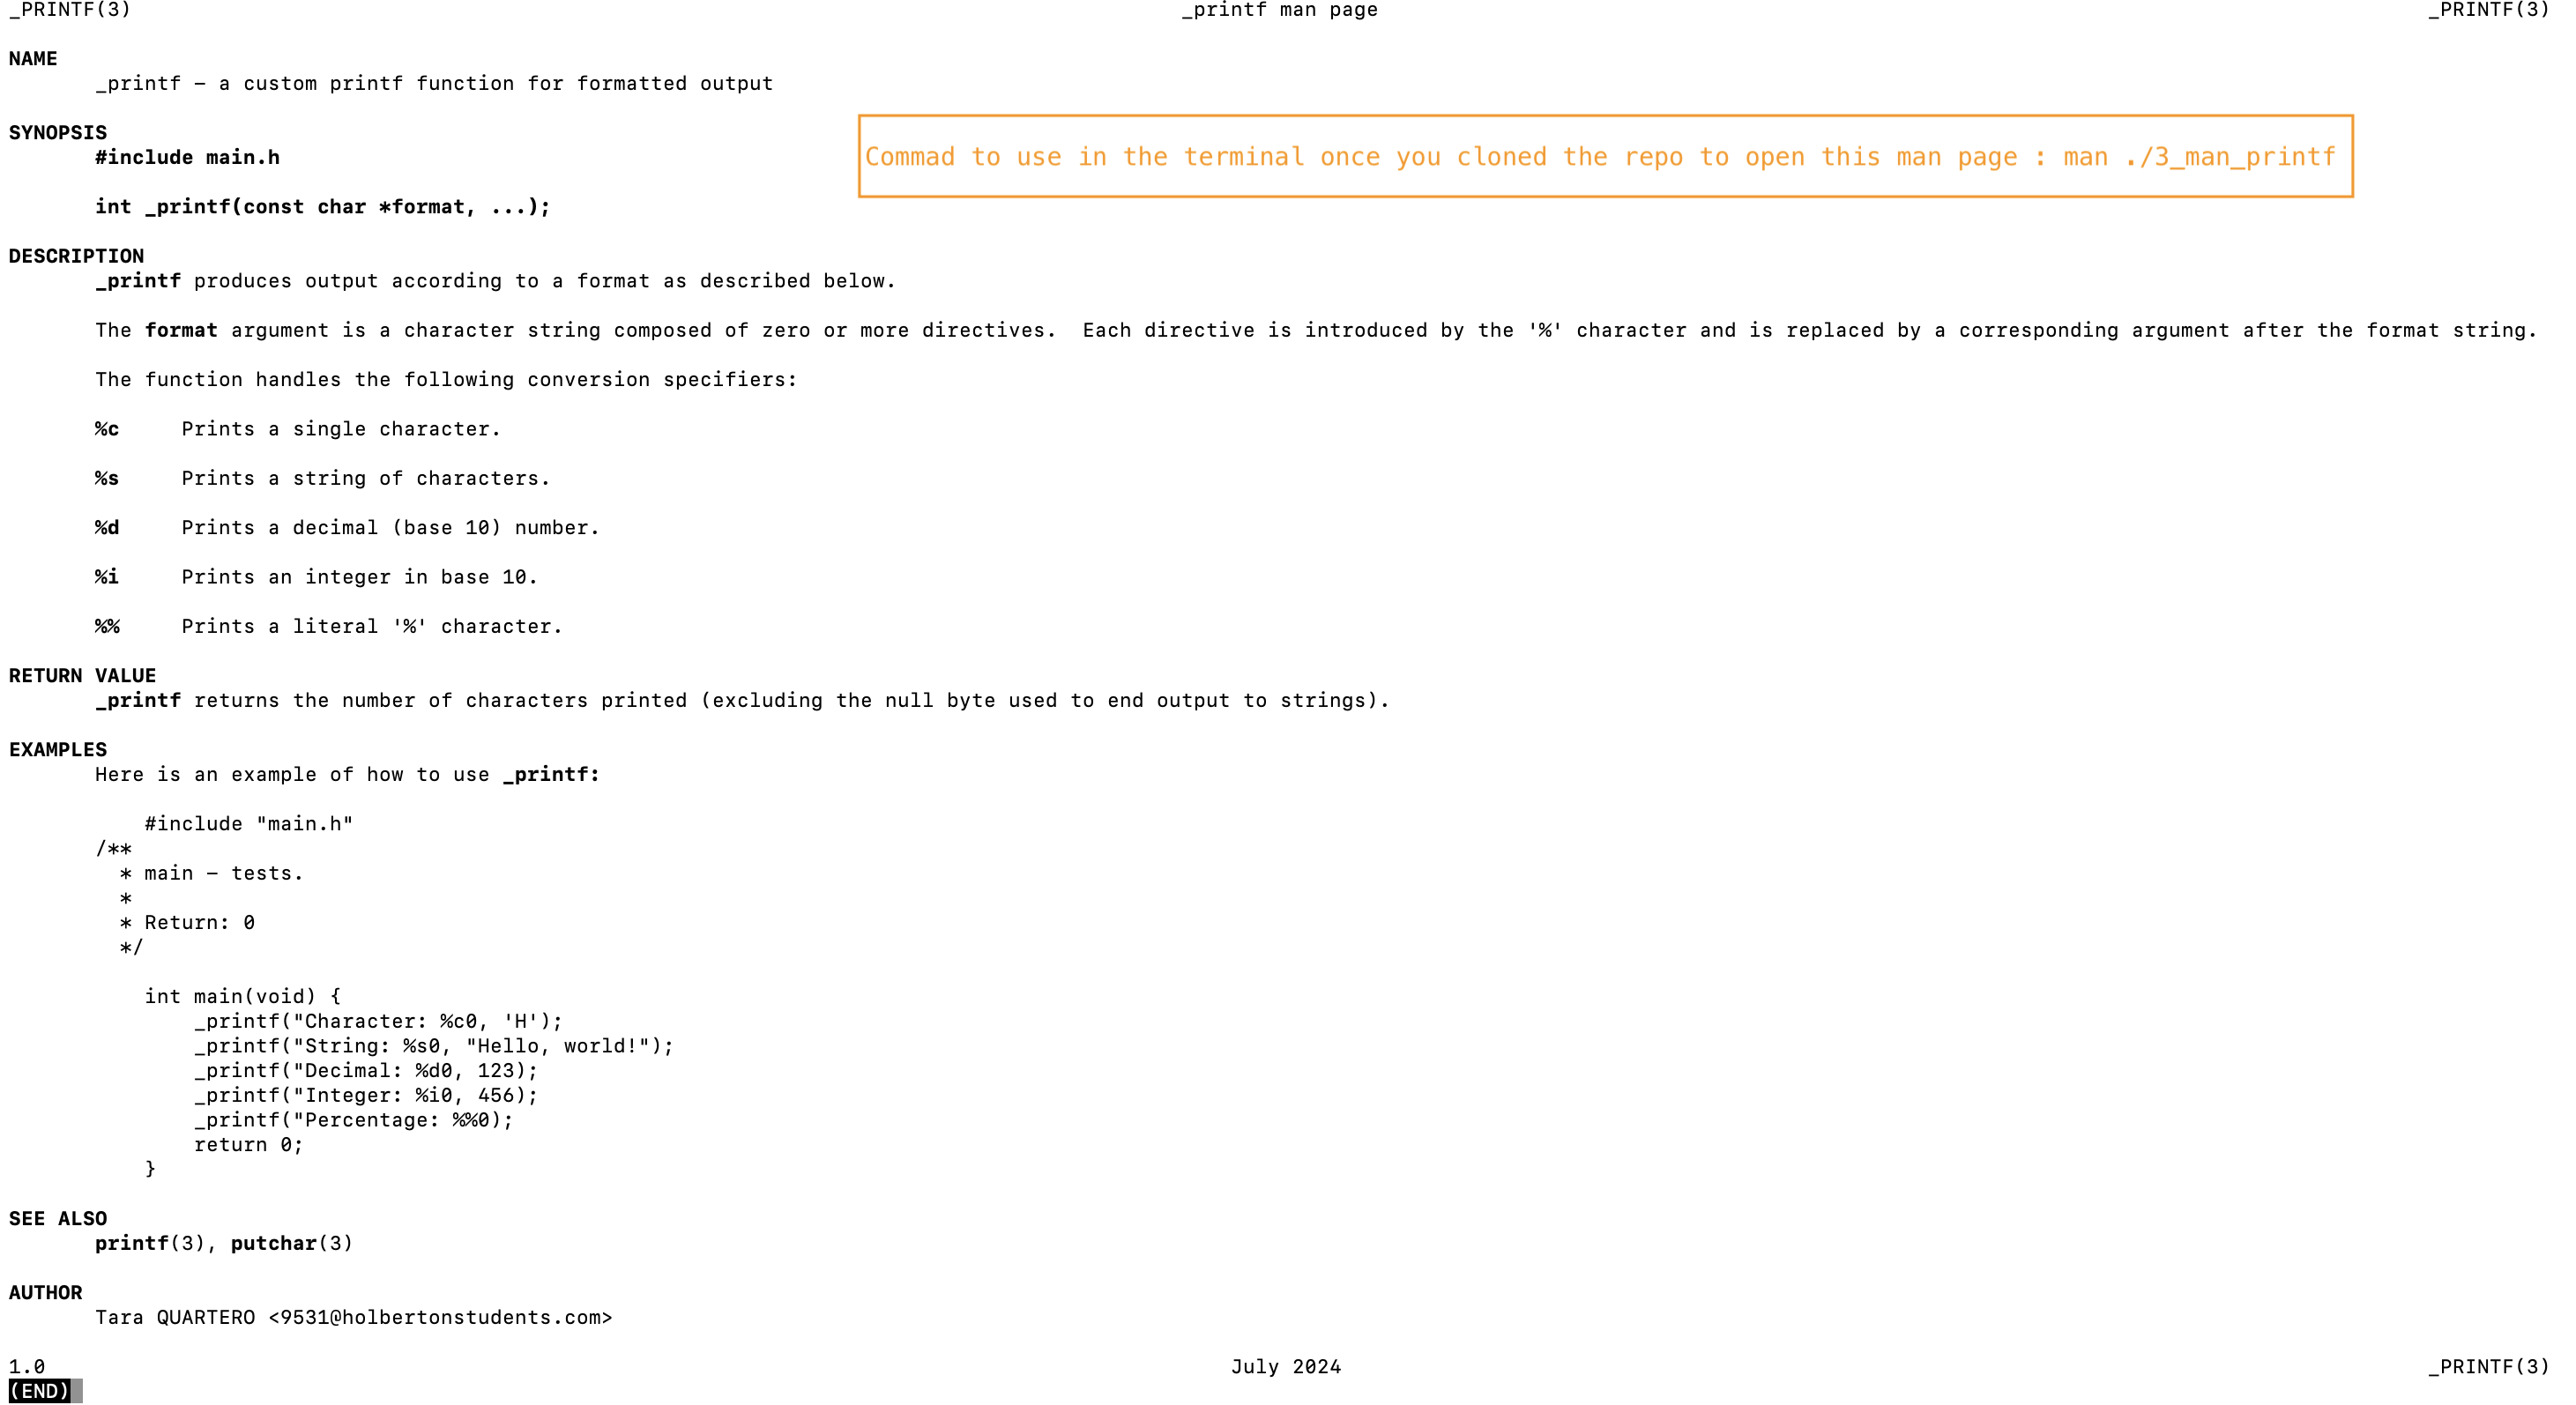 _PRINTF(3) _printf man page _PRINTF(3)
NAME
_printf – a custom printf function for formatted output
SYNOPSIS
#include main.h
Commad to use in the terminal once you cloned the repo to open this man page : man ./3_man_printf
int _printf(const char *format, ...);
DESCRIPTION
_printf produces output according to a format as described below.
The format argument is a character string composed of zero or more directives.  Each directive is introduced by the '%' character and is replaced by a corresponding argument after the format string.
The function handles the following conversion specifiers:
%c     Prints a single character.
%s     Prints a string of characters.
%d     Prints a decimal (base 10) number.
%i     Prints an integer in base 10.
%%     Prints a literal '%' character.
RETURN VALUE
_printf returns the number of characters printed (excluding the null byte used to end output to strings).
EXAMPLES
Here is an example of how to use _printf:
#include "main.h"
/**
* main – tests.
*
* Return: 0
*/
int main(void) {
_printf("Character: %c0, 'H');
_printf("String: %s0, "Hello, world!");
_printf("Decimal: %d0, 123);
_printf("Integer: %i0, 456);
_printf("Percentage: %%0);
return 0;
}
SEE ALSO
printf(3), putchar(3)
AUTHOR
Tara QUARTERO <9531@holbertonstudents.com>
1.0 July 2024 _PRINTF(3)
(END)